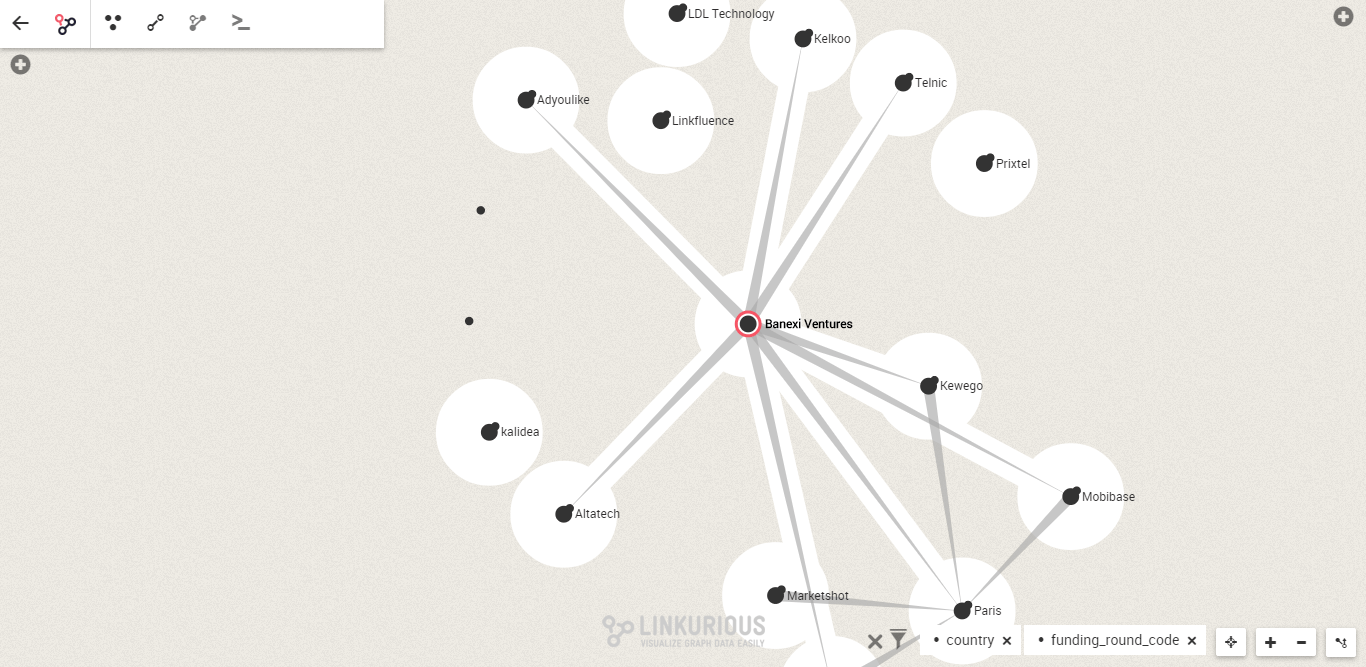 LDL Technology
Kelkoo
Telnic
Adyoulike
Linkfluence
Prixtel
Banexi Ventures
Kewego
kalidea
Mobibase
Altatech
Marketshot
Paris
LINKURIOUS
VISUALIZE GRAPH DATA EASILY
• country ×
• funding_round_code ×